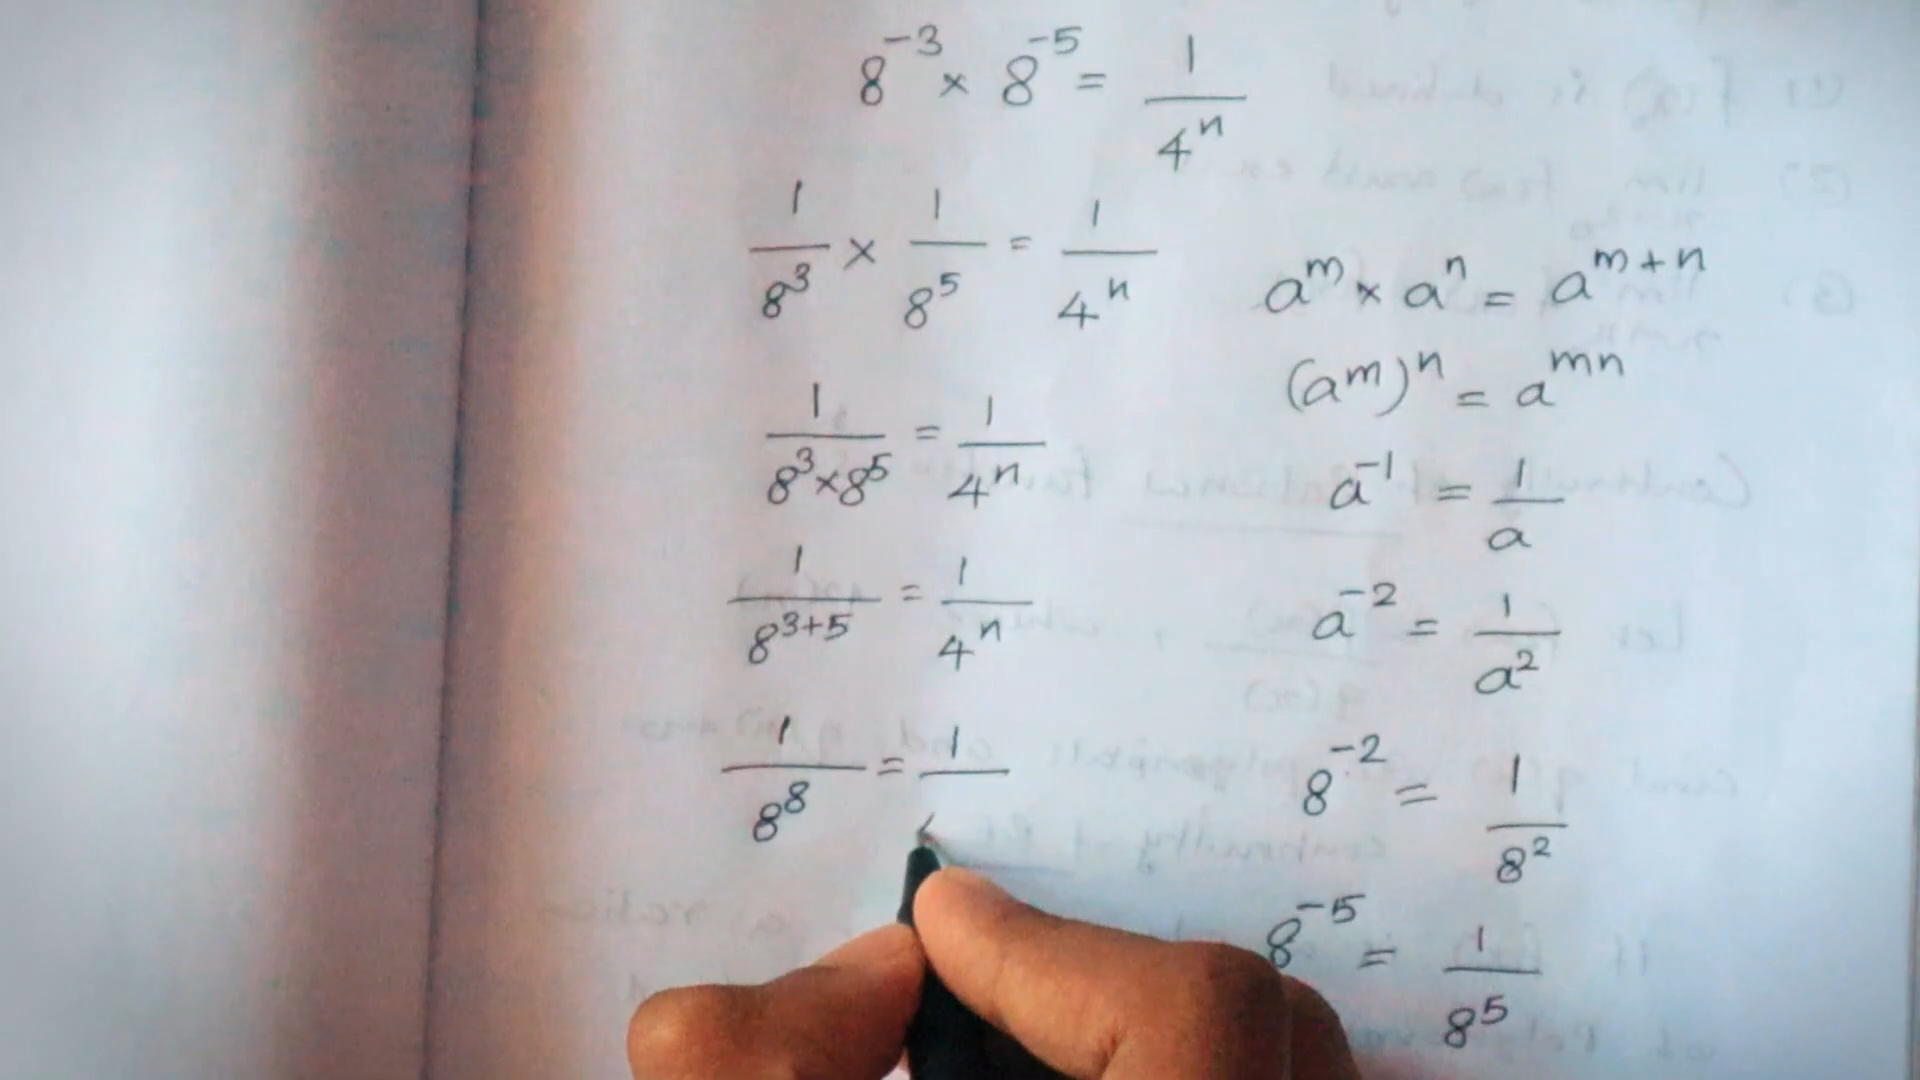 8^{-3} × 8^{-5} = 1/4^n
1/8^3 × 1/8^5 = 1/4^n
1/(8^3×8^5) = 1/4^n
1/8^{3+5} = 1/4^n
1/8^8 = 1/
a^m × a^n = a^{m+n}
(a^m)^n = a^{mn}
a^{-1} = 1/a
a^{-2} = 1/a^2
8^{-2} = 1/8^2
8^{-5} = 1/8^5